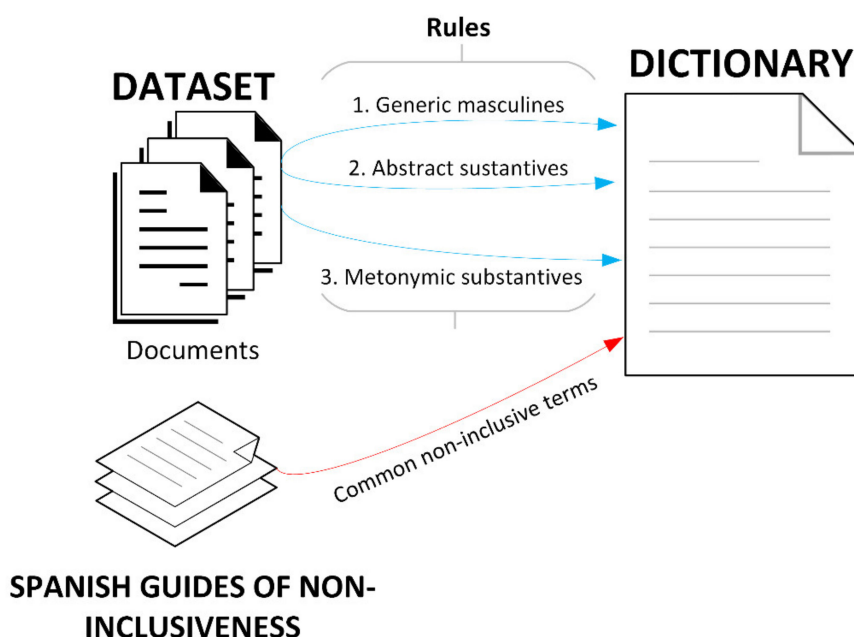 Rules
DATASET
DICTIONARY
1. Generic masculines
2. Abstract sustantives
3. Metonymic substantives
Documents
Common non-inclusive terms
SPANISH GUIDES OF NON-
INCLUSIVENESS